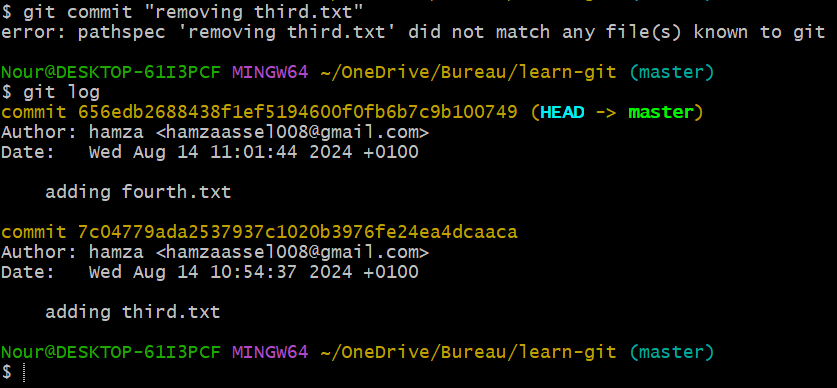 $ git commit "removing third.txt"
error: pathspec 'removing third.txt' did not match any file(s) known to git
Nour@DESKTOP-61I3PCF MINGW64 ~/OneDrive/Bureau/learn-git (master)
$ git log
commit 656edb2688438f1ef5194600f0fb6b7c9b100749 (HEAD -> master)
Author: hamza <hamzaassel008@gmail.com>
Date:   Wed Aug 14 11:01:44 2024 +0100
    adding fourth.txt
commit 7c04779ada2537937c1020b3976fe24ea4dcaaca
Author: hamza <hamzaassel008@gmail.com>
Date:   Wed Aug 14 10:54:37 2024 +0100
    adding third.txt
Nour@DESKTOP-61I3PCF MINGW64 ~/OneDrive/Bureau/learn-git (master)
$